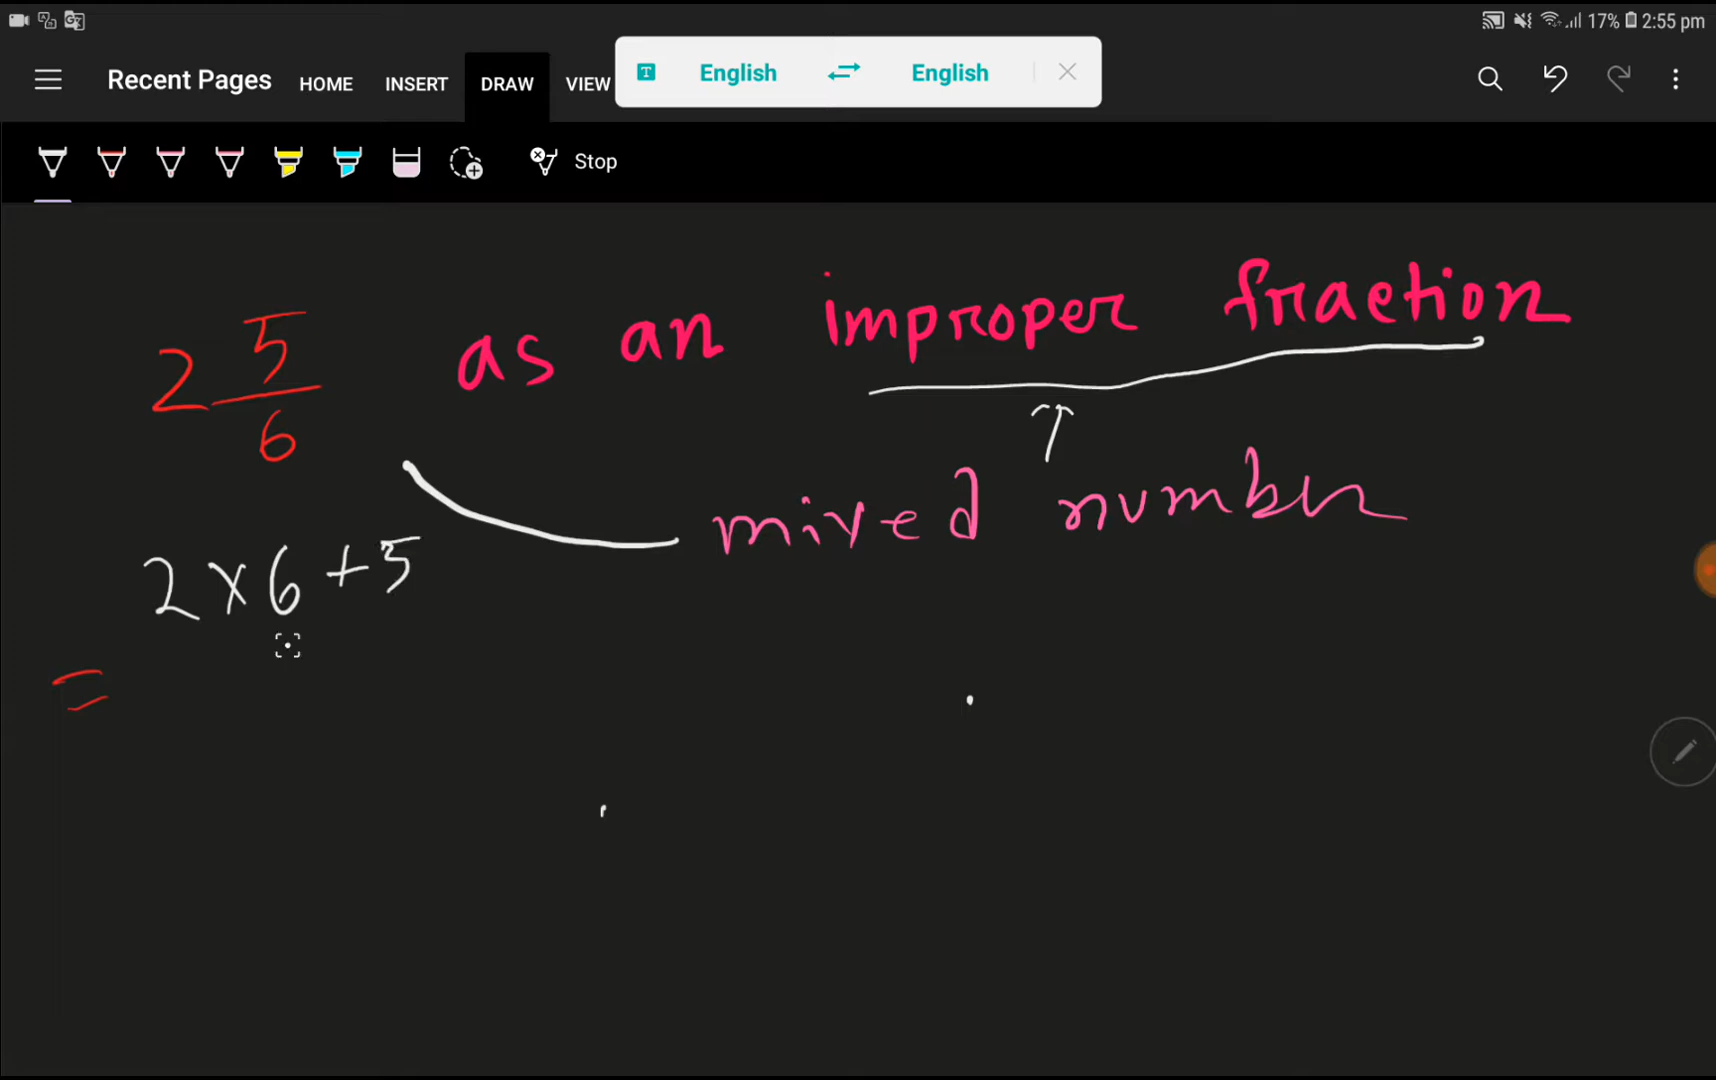 17% 2:55 pm
Recent Pages HOME INSERT DRAW VIEW
English English
Stop
2 5/6 as an improper fraction
mixed number
2 × 6 + 5
=